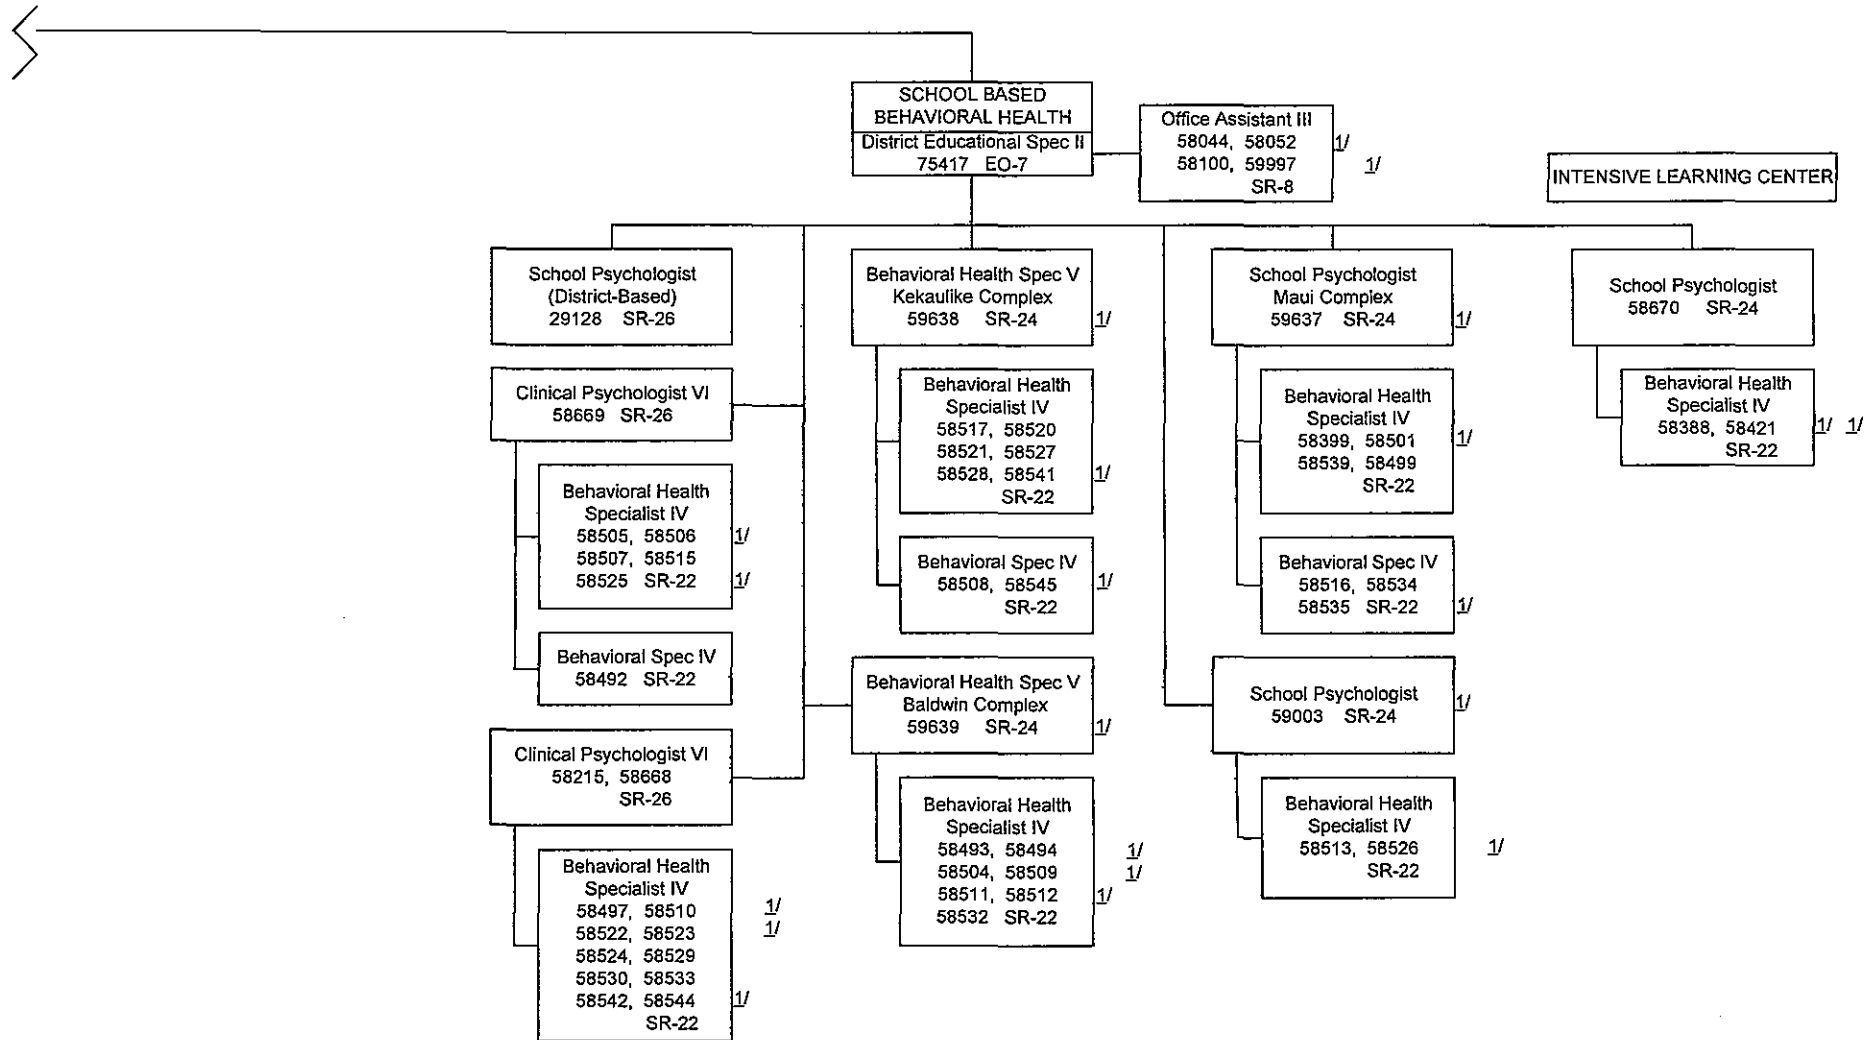 SCHOOL BASED
BEHAVIORAL HEALTH
District Educational Spec II
75417 EO-7
Office Assistant III
58044, 58052 1/
58100, 59997 1/
SR-8
INTENSIVE LEARNING CENTER
School Psychologist
(District-Based)
29128 SR-26
Clinical Psychologist VI
58669 SR-26
Behavioral Health
Specialist IV
58505, 58506 1/
58507, 58515
58525 SR-22 1/
Behavioral Spec IV
58492 SR-22
Clinical Psychologist VI
58215, 58668
SR-26
Behavioral Health
Specialist IV
58497, 58510 1/
58522, 58523 1/
58524, 58529
58530, 58533
58542, 58544 1/
SR-22
Behavioral Health Spec V
Kekaulike Complex
59638 SR-24 1/
Behavioral Health
Specialist IV
58517, 58520
58521, 58527
58528, 58541 1/
SR-22
Behavioral Spec IV
58508, 58545 1/
SR-22
Behavioral Health Spec V
Baldwin Complex
59639 SR-24 1/
Behavioral Health
Specialist IV
58493, 58494 1/
58504, 58509 1/
58511, 58512 1/
58532 SR-22
School Psychologist
Maui Complex
59637 SR-24 1/
Behavioral Health
Specialist IV
58399, 58501 1/
58539, 58499
SR-22
Behavioral Spec IV
58516, 58534
58535 SR-22 1/
School Psychologist
59003 SR-24 1/
Behavioral Health
Specialist IV
58513, 58526 1/
SR-22
School Psychologist
58670 SR-24
Behavioral Health
Specialist IV
58388, 58421 1/ 1/
SR-22